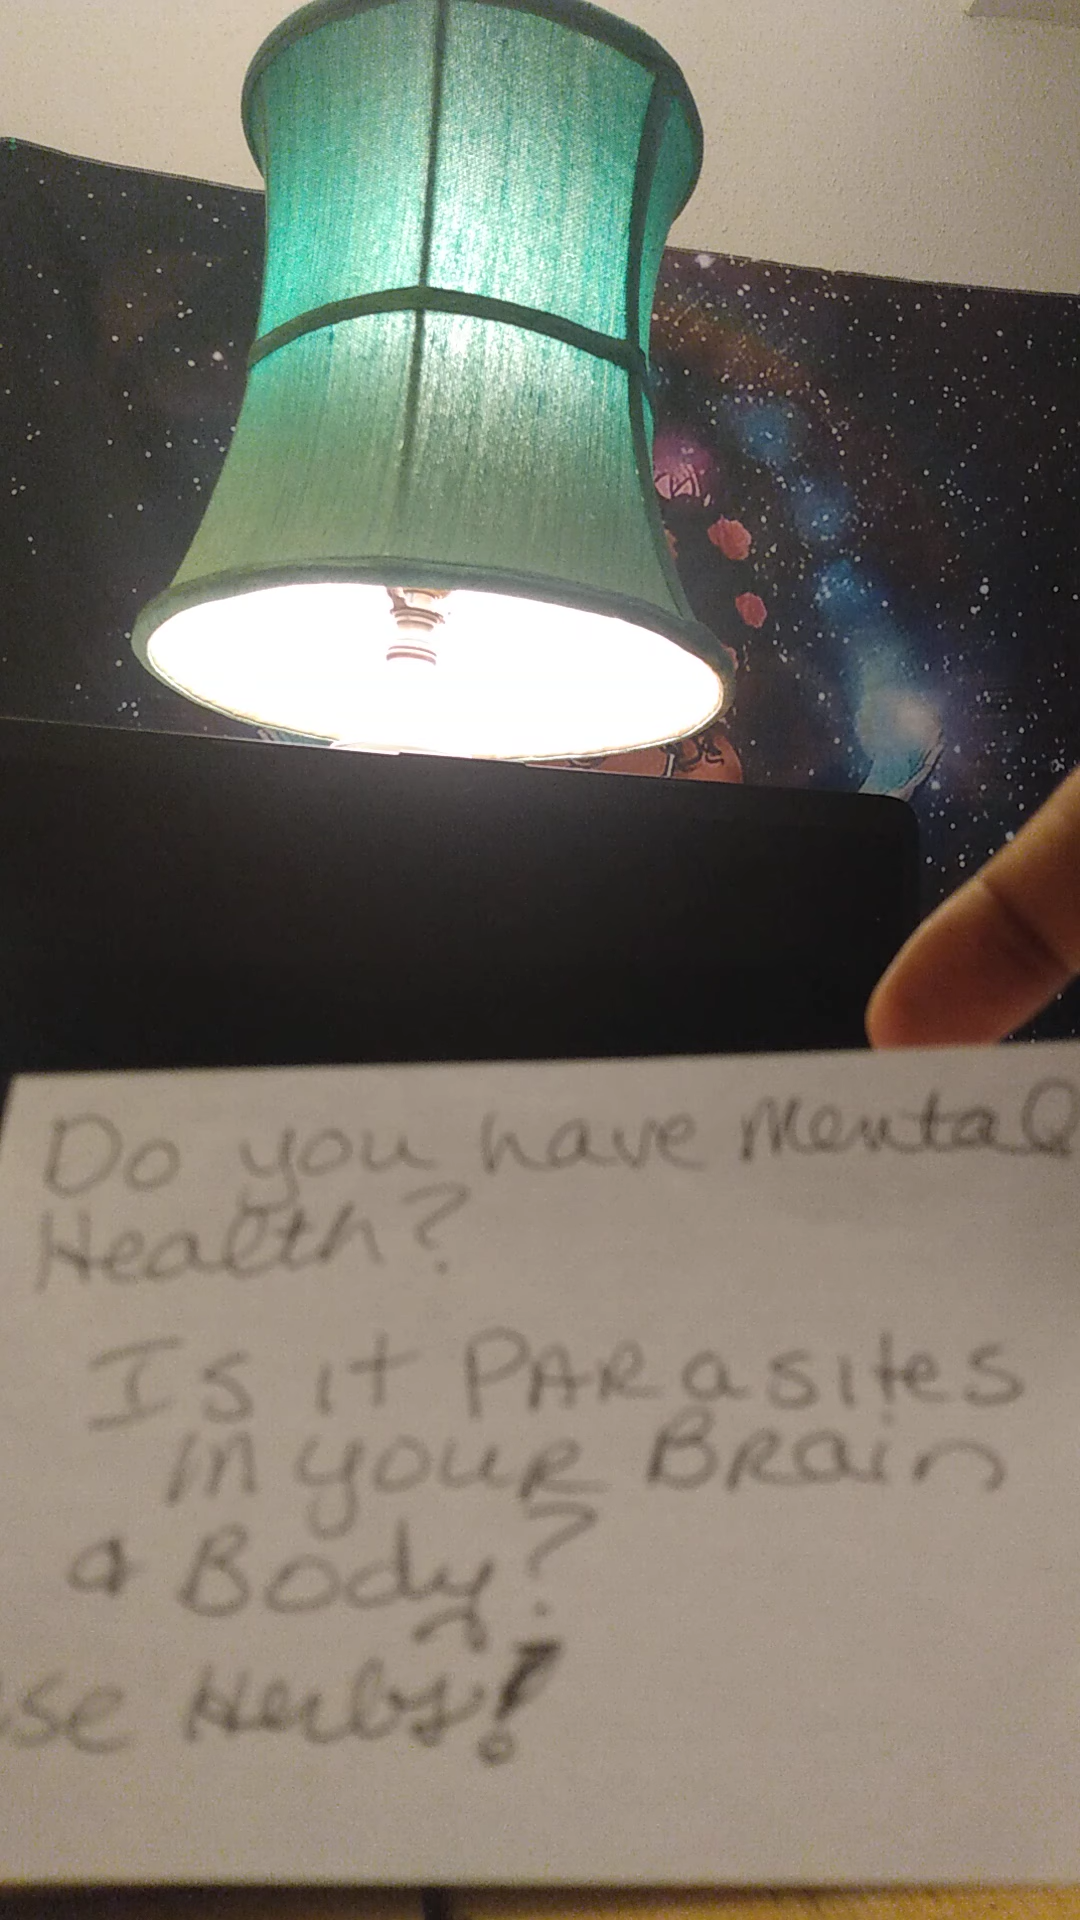 Do you have Mental
Health?
Is it PARasites
in youR BRain
& Body?
se Herbs!